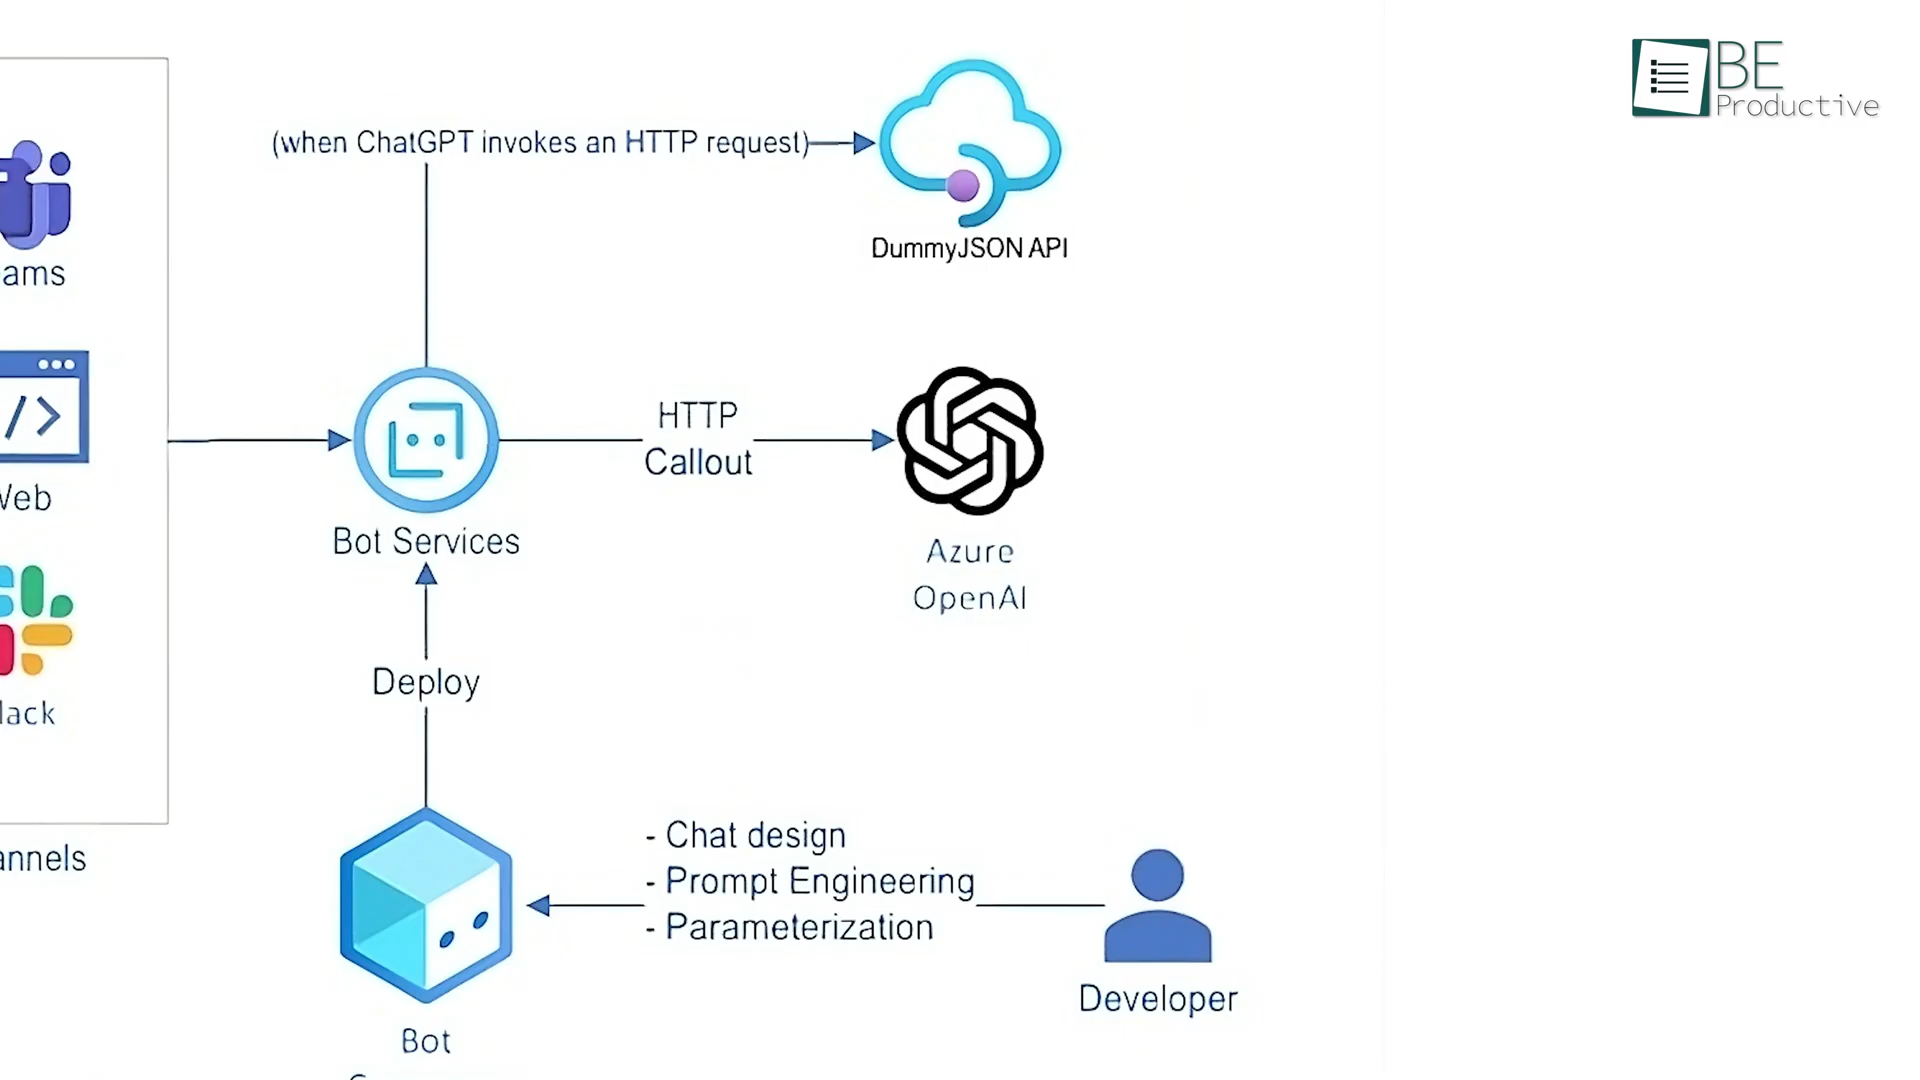 BE
Productive
(when ChatGPT invokes an HTTP request)
DummyJSON API
ams
HTTP
Callout
Web
Bot Services
Azure
OpenAI
lack
Deploy
annels
- Chat design
- Prompt Engineering
- Parameterization
Developer
Bot